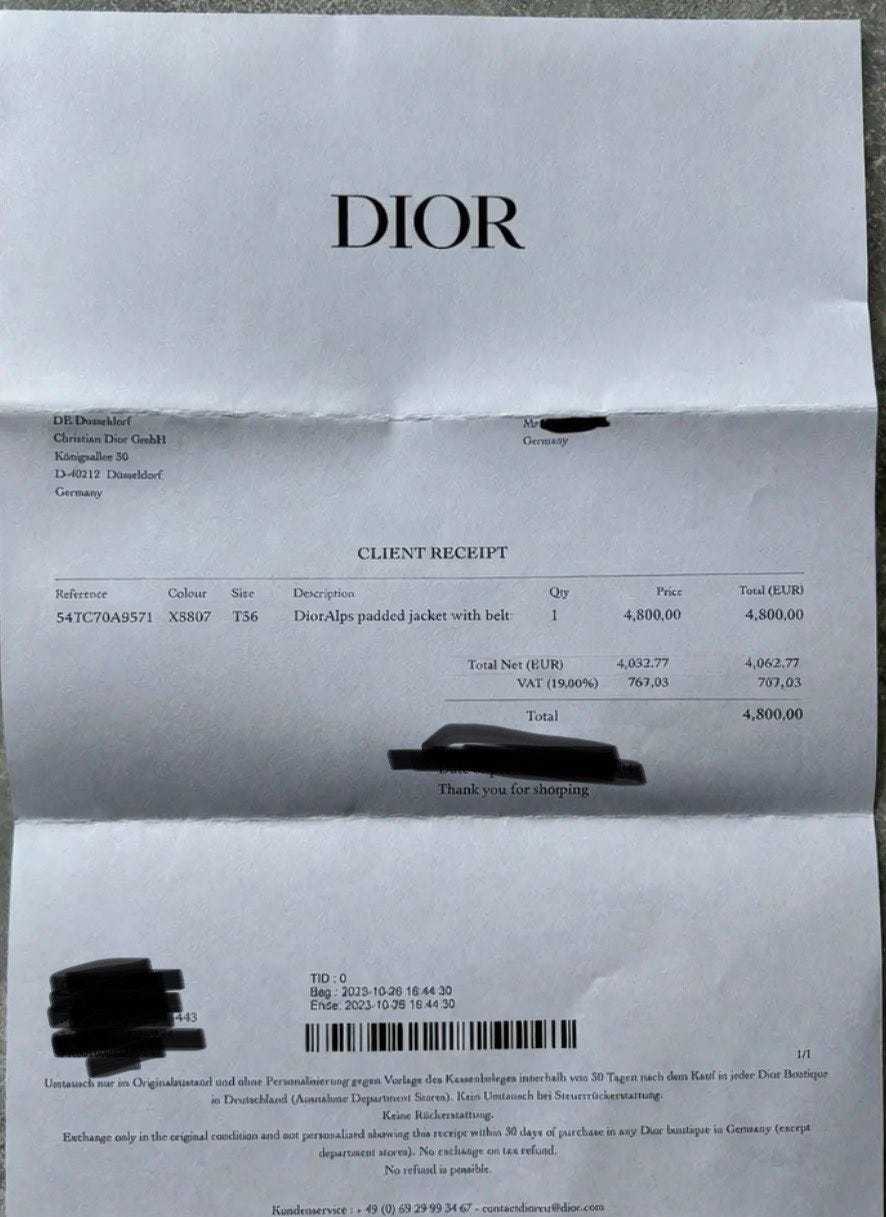 DIOR
DE Dusseldorf
Christian Dior GmbH
Königsallee 30
D-40212 Düsseldorf
Germany
Mr
Germany
CLIENT RECEIPT
Reference Colour Size Description Qty Price Total (EUR)
54TC70A9571 X8807 T56 DiorAlps padded jacket with belt 1 4,800,00 4,800,00
Total Net (EUR) 4,032.77 4,062,77
VAT (19.00%) 767,03 767,03
Total 4,800,00
Thank you for shorping
443
TID : 0
Beg : 2023-10-26 16:44:30
Ende: 2023-10-26 16:44:30
1/1
Umtausch nur im Originalzustand und ohne Personalisierung gegen Vorlage des Kassenbeleges innerhalb von 30 Tagen nach dem Kauf in jeder Dior Boutique
in Deutschland (Ausnahme Department Stores). Kein Umtausch bei Steuerrückerstattung.
Keine Rückerstattung.
Exchange only in the original condition and not personalised showing this receipt within 30 days of purchase in any Dior boutique in Germany (except
department stores). No exchange on tax refund.
No refund is possible.
Kundenservice : + 49 (0) 69 29 99 34 67 - contactdioreu@dior.com